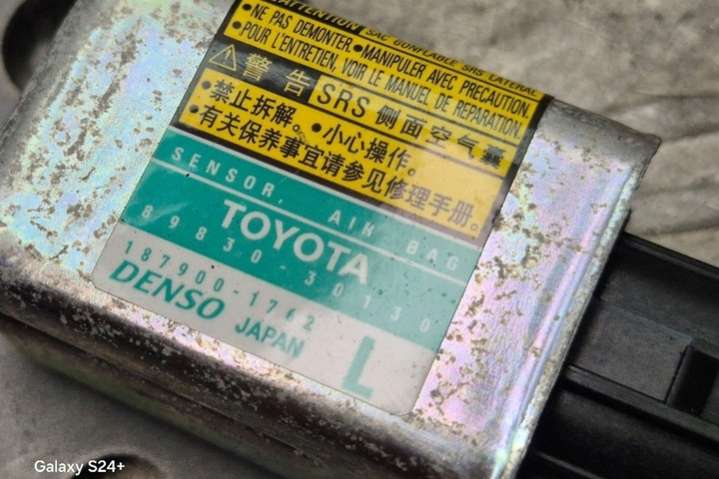 ATTENTION SAC GONFLABLE SRS LATERAL
•NE PAS DEMONTER. •MANIPULER AVEC PRECAUTION.
•POUR L'ENTRETIEN, VOIR LE MANUEL DE REPARATION.
警告 SRS 侧面空气囊
•禁止拆解。 •小心操作。
•有关保养事宜请参见修理手册。
SENSOR, AIR BAG
TOYOTA
89830-30130
187900-1762
DENSO JAPAN L
Galaxy S24+